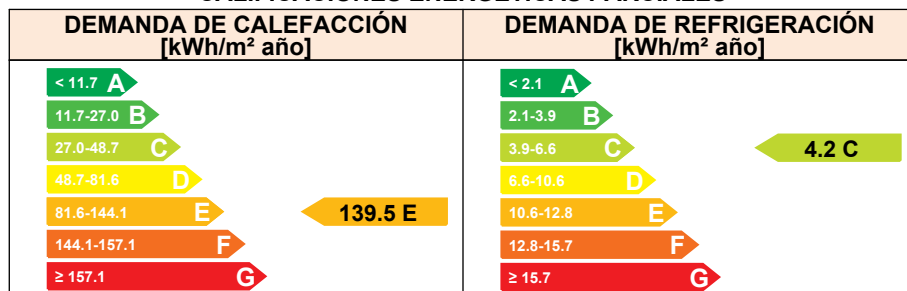 DEMANDA DE CALEFACCIÓN
[kWh/m² año]
DEMANDA DE REFRIGERACIÓN
[kWh/m² año]
< 11.7 A
11.7-27.0 B
27.0-48.7 C
48.7-81.6 D
81.6-144.1 E
139.5 E
144.1-157.1 F
≥ 157.1 G
< 2.1 A
2.1-3.9 B
3.9-6.6 C
4.2 C
6.6-10.6 D
10.6-12.8 E
12.8-15.7 F
≥ 15.7 G